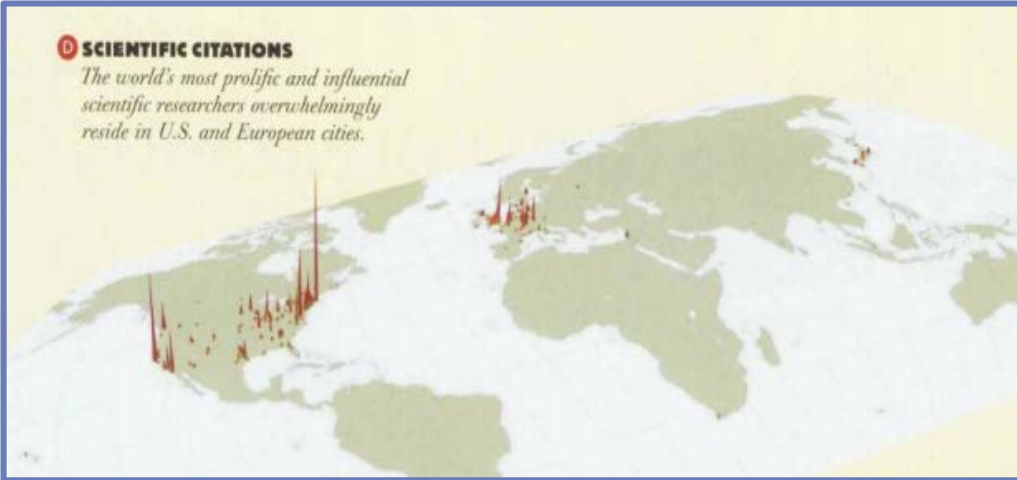 D SCIENTIFIC CITATIONS
The world's most prolific and influential
scientific researchers overwhelmingly
reside in U.S. and European cities.